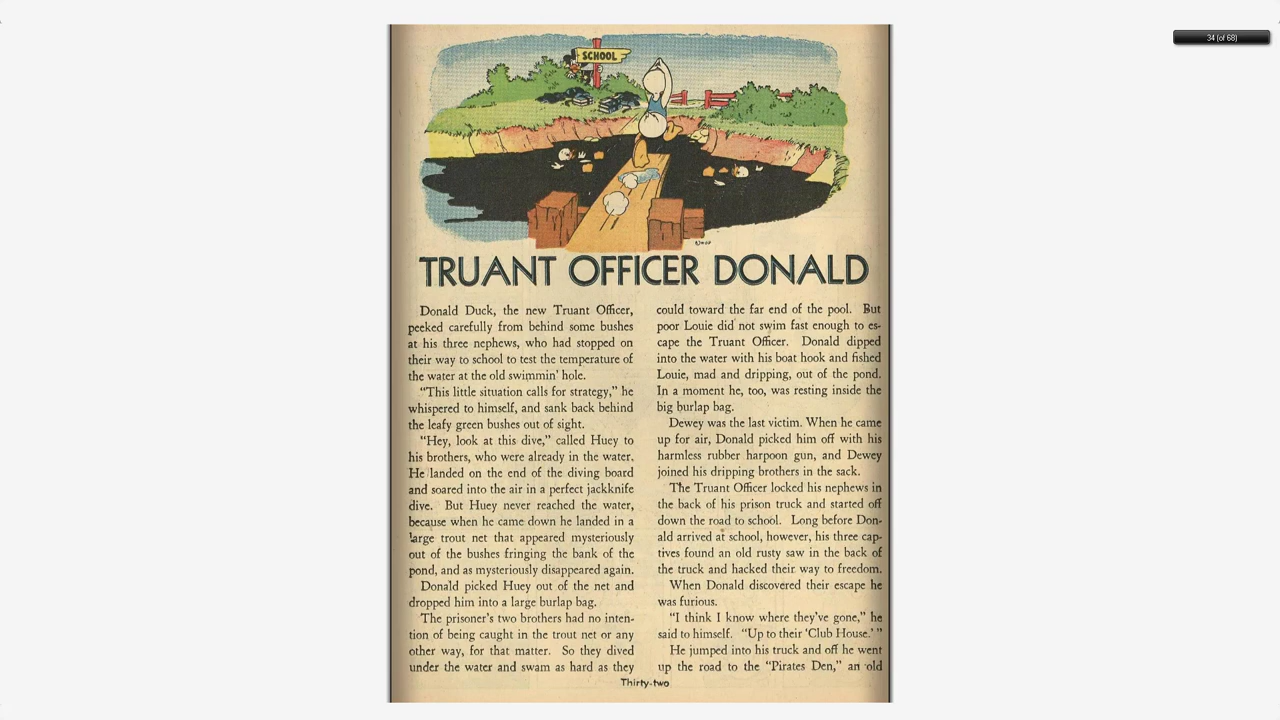 34 (of 68)
SCHOOL
TRUANT OFFICER DONALD
Donald Duck, the new Truant Officer,
peeked carefully from behind some bushes
at his three nephews, who had stopped on
their way to school to test the temperature of
the water at the old swimmin' hole.
"This little situation calls for strategy," he
whispered to himself, and sank back behind
the leafy green bushes out of sight.
"Hey, look at this dive," called Huey to
his brothers, who were already in the water.
He landed on the end of the diving board
and soared into the air in a perfect jackknife
dive. But Huey never reached the water,
because when he came down he landed in a
large trout net that appeared mysteriously
out of the bushes fringing the bank of the
pond, and as mysteriously disappeared again.
Donald picked Huey out of the net and
dropped him into a large burlap bag.
The prisoner's two brothers had no inten-
tion of being caught in the trout net or any
other way, for that matter. So they dived
under the water and swam as hard as they
could toward the far end of the pool. But
poor Louie did not swim fast enough to es-
cape the Truant Officer. Donald dipped
into the water with his boat hook and fished
Louie, mad and dripping, out of the pond.
In a moment he, too, was resting inside the
big burlap bag.
Dewey was the last victim. When he came
up for air, Donald picked him off with his
harmless rubber harpoon gun, and Dewey
joined his dripping brothers in the sack.
The Truant Officer locked his nephews in
the back of his prison truck and started off
down the road to school. Long before Don-
ald arrived at school, however, his three cap-
tives found an old rusty saw in the back of
the truck and hacked their way to freedom.
When Donald discovered their escape he
was furious.
"I think I know where they've gone," he
said to himself. "Up to their 'Club House.' "
He jumped into his truck and off he went
up the road to the "Pirates Den," an old
Thirty-two